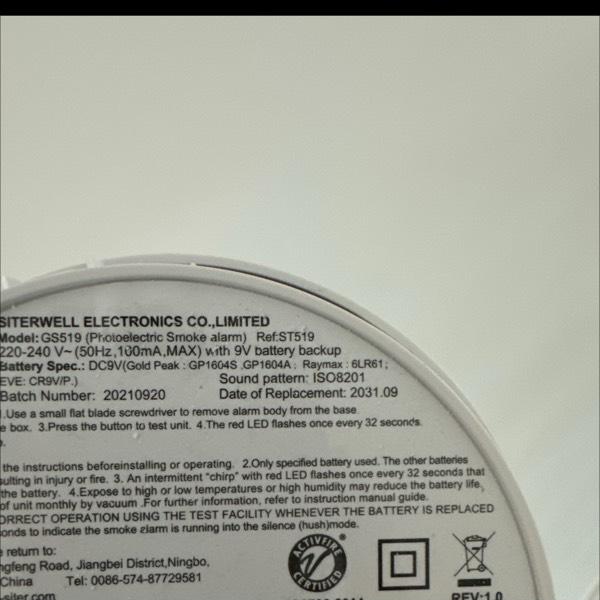 SITERWELL ELECTRONICS CO.,LIMITED
Model: GS519 (Photoelectric Smoke alarm) Ref:ST519
220-240 V~(50Hz,100mA,MAX) with 9V battery backup
Battery Spec.: DC9V(Gold Peak : GP1604S ,GP1604A ; Raymax : 6LR61;
EVE: CR9V/P.) Sound pattern: ISO8201
Batch Number: 20210920 Date of Replacement: 2031.09
1.Use a small flat blade screwdriver to remove alarm body from the base
e box. 3.Press the button to test unit. 4.The red LED flashes once every 32 seconds.
the instructions beforeinstalling or operating. 2.Only specified battery used. The other batteries
sulting in injury or fire. 3. An intermittent "chirp" with red LED flashes once every 32 seconds that
the battery. 4.Expose to high or low temperatures or high humidity may reduce the battery life,
of unit monthly by vacuum .For further information, refer to instruction manual guide.
ORRECT OPERATION USING THE TEST FACILITY WHENEVER THE BATTERY IS REPLACED
onds to indicate the smoke alarm is running into the silence (hush)mode.
e return to:
ngfeng Road, Jiangbei District,Ningbo,
China Tel: 0086-574-87729581
siter.com
ACTIVFIRE
CERTIFIED
REV:1.0